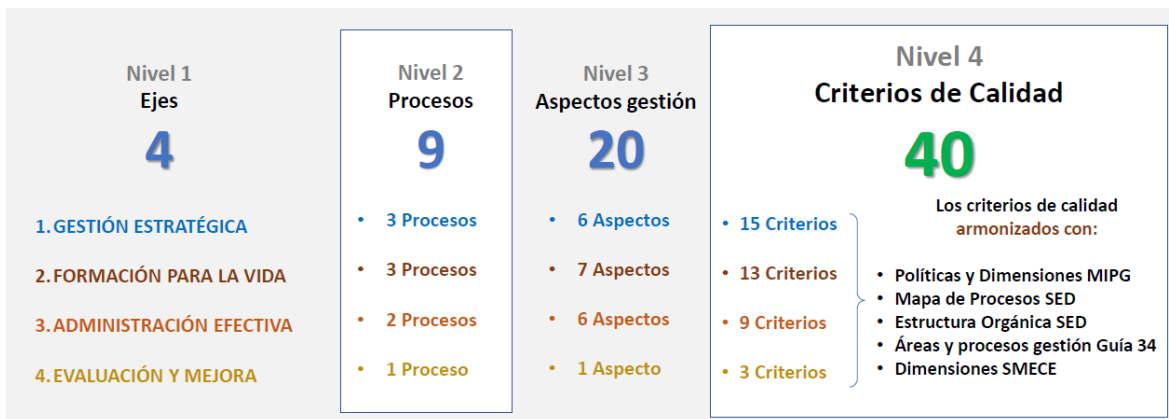 Nivel 1
Ejes
4
1. GESTIÓN ESTRATÉGICA
2. FORMACIÓN PARA LA VIDA
3. ADMINISTRACIÓN EFECTIVA
4. EVALUACIÓN Y MEJORA
Nivel 2
Procesos
9
• 3 Procesos
• 3 Procesos
• 2 Procesos
• 1 Proceso
Nivel 3
Aspectos gestión
20
• 6 Aspectos
• 7 Aspectos
• 6 Aspectos
• 1 Aspecto
Nivel 4
Criterios de Calidad
40
• 15 Criterios
• 13 Criterios
• 9 Criterios
• 3 Criterios
Los criterios de calidad
armonizados con:
• Políticas y Dimensiones MIPG
• Mapa de Procesos SED
• Estructura Orgánica SED
• Áreas y procesos gestión Guía 34
• Dimensiones SMECE